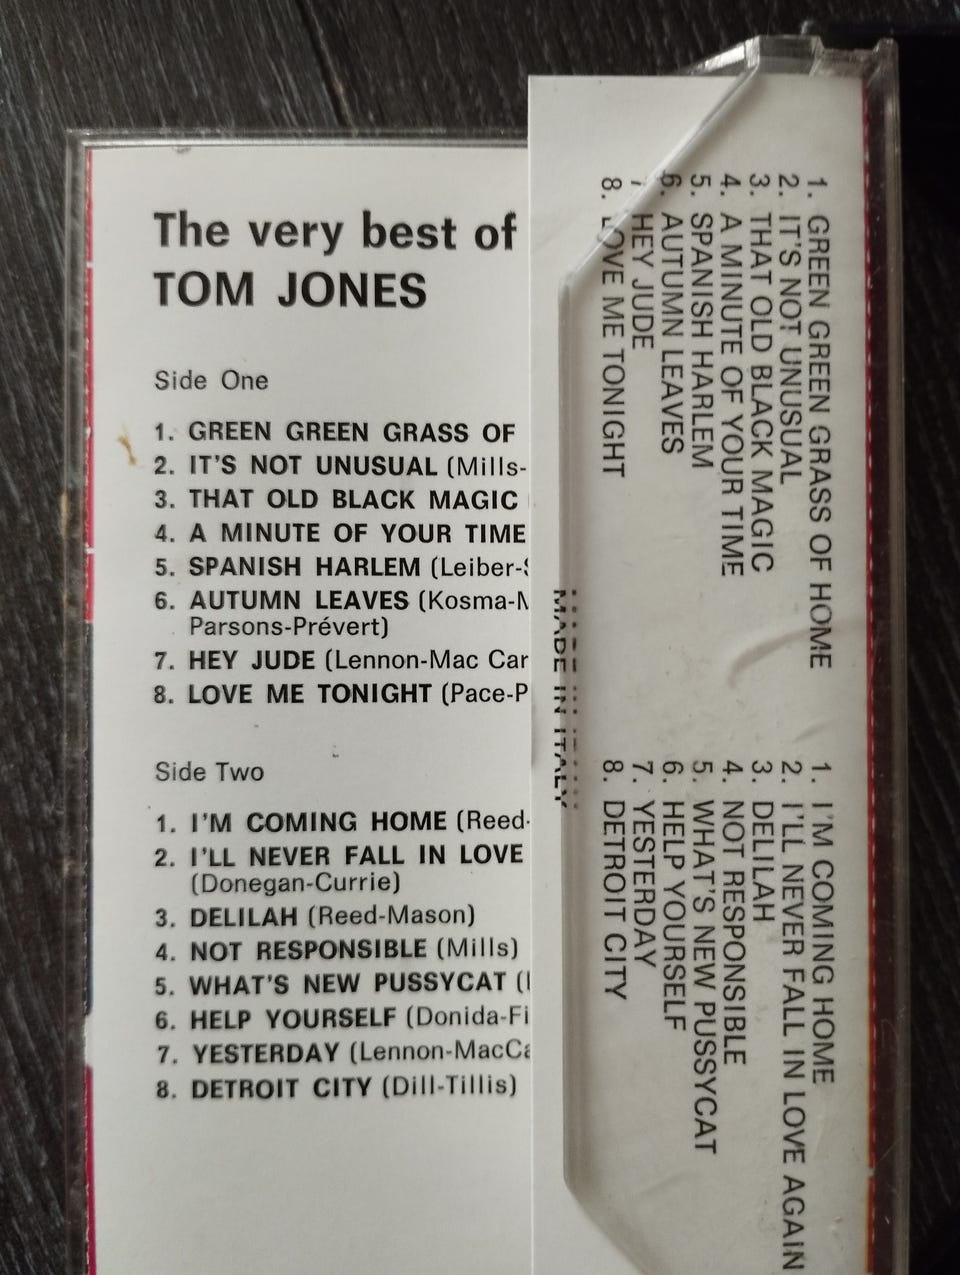 The very best of
TOM JONES
Side One
1. GREEN GREEN GRASS OF
2. IT'S NOT UNUSUAL (Mills-
3. THAT OLD BLACK MAGIC
4. A MINUTE OF YOUR TIME
5. SPANISH HARLEM (Leiber-
6. AUTUMN LEAVES (Kosma-
Parsons-Prévert)
7. HEY JUDE (Lennon-Mac Car
8. LOVE ME TONIGHT (Pace-P
Side Two
1. I'M COMING HOME (Reed-
2. I'LL NEVER FALL IN LOVE
(Donegan-Currie)
3. DELILAH (Reed-Mason)
4. NOT RESPONSIBLE (Mills)
5. WHAT'S NEW PUSSYCAT (
6. HELP YOURSELF (Donida-Fi
7. YESTERDAY (Lennon-MacCa
8. DETROIT CITY (Dill-Tillis)
1. GREEN GREEN GRASS OF HOME
2. IT'S NOT UNUSUAL
3. THAT OLD BLACK MAGIC
4. A MINUTE OF YOUR TIME
5. SPANISH HARLEM
6. AUTUMN LEAVES
7. HEY JUDE
8. LOVE ME TONIGHT
1. I'M COMING HOME
2. I'LL NEVER FALL IN LOVE AGAIN
3. DELILAH
4. NOT RESPONSIBLE
5. WHAT'S NEW PUSSYCAT
6. HELP YOURSELF
7. YESTERDAY
8. DETROIT CITY
MADE IN ITALY